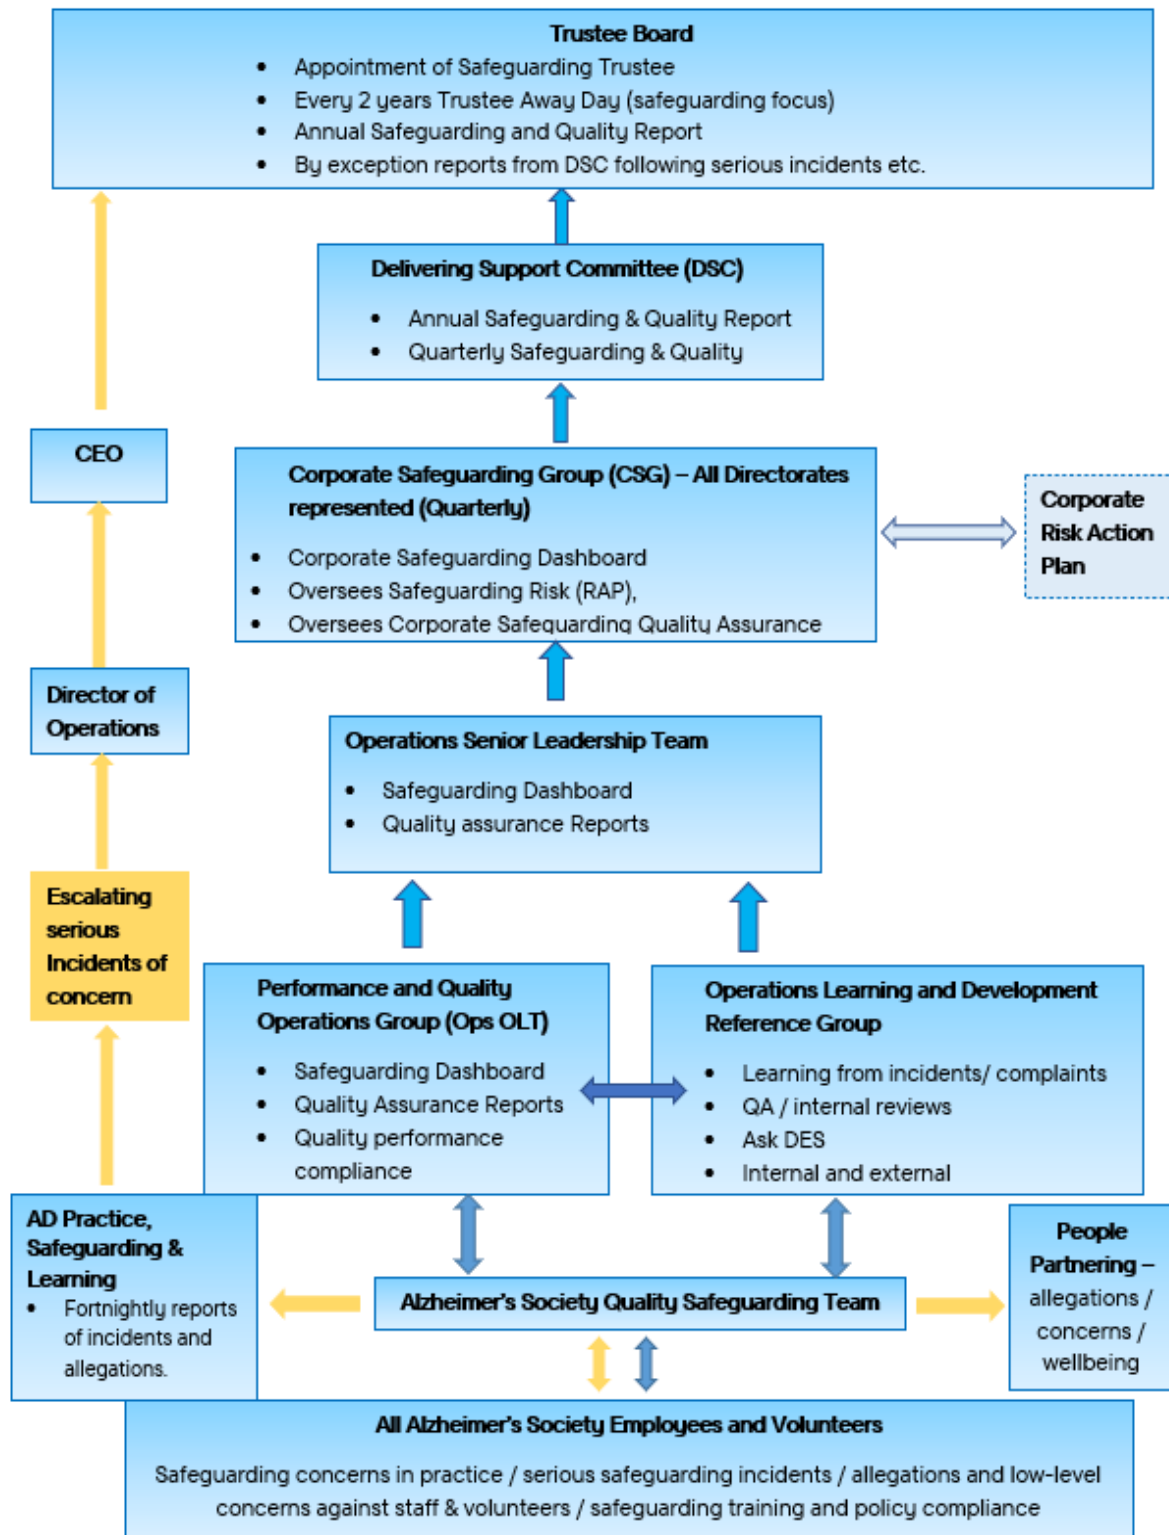 Trustee Board
• Appointment of Safeguarding Trustee
• Every 2 years Trustee Away Day (safeguarding focus)
• Annual Safeguarding and Quality Report
• By exception reports from DSC following serious incidents etc.
Delivering Support Committee (DSC)
• Annual Safeguarding & Quality Report
• Quarterly Safeguarding & Quality
CEO
Corporate Safeguarding Group (CSG) – All Directorates
represented (Quarterly)
• Corporate Safeguarding Dashboard
• Oversees Safeguarding Risk (RAP),
• Oversees Corporate Safeguarding Quality Assurance
Corporate
Risk Action
Plan
Director of
Operations
Operations Senior Leadership Team
• Safeguarding Dashboard
• Quality assurance Reports
Escalating
serious
Incidents of
concern
Performance and Quality
Operations Group (Ops OLT)
• Safeguarding Dashboard
• Quality Assurance Reports
• Quality performance
compliance
Operations Learning and Development
Reference Group
• Learning from incidents/ complaints
• QA / internal reviews
• Ask DES
• Internal and external
AD Practice,
Safeguarding &
Learning
• Fortnightly reports
of incidents and
allegations.
Alzheimer's Society Quality Safeguarding Team
People
Partnering –
allegations /
concerns /
wellbeing
All Alzheimer's Society Employees and Volunteers
Safeguarding concerns in practice / serious safeguarding incidents / allegations and low-level
concerns against staff & volunteers / safeguarding training and policy compliance